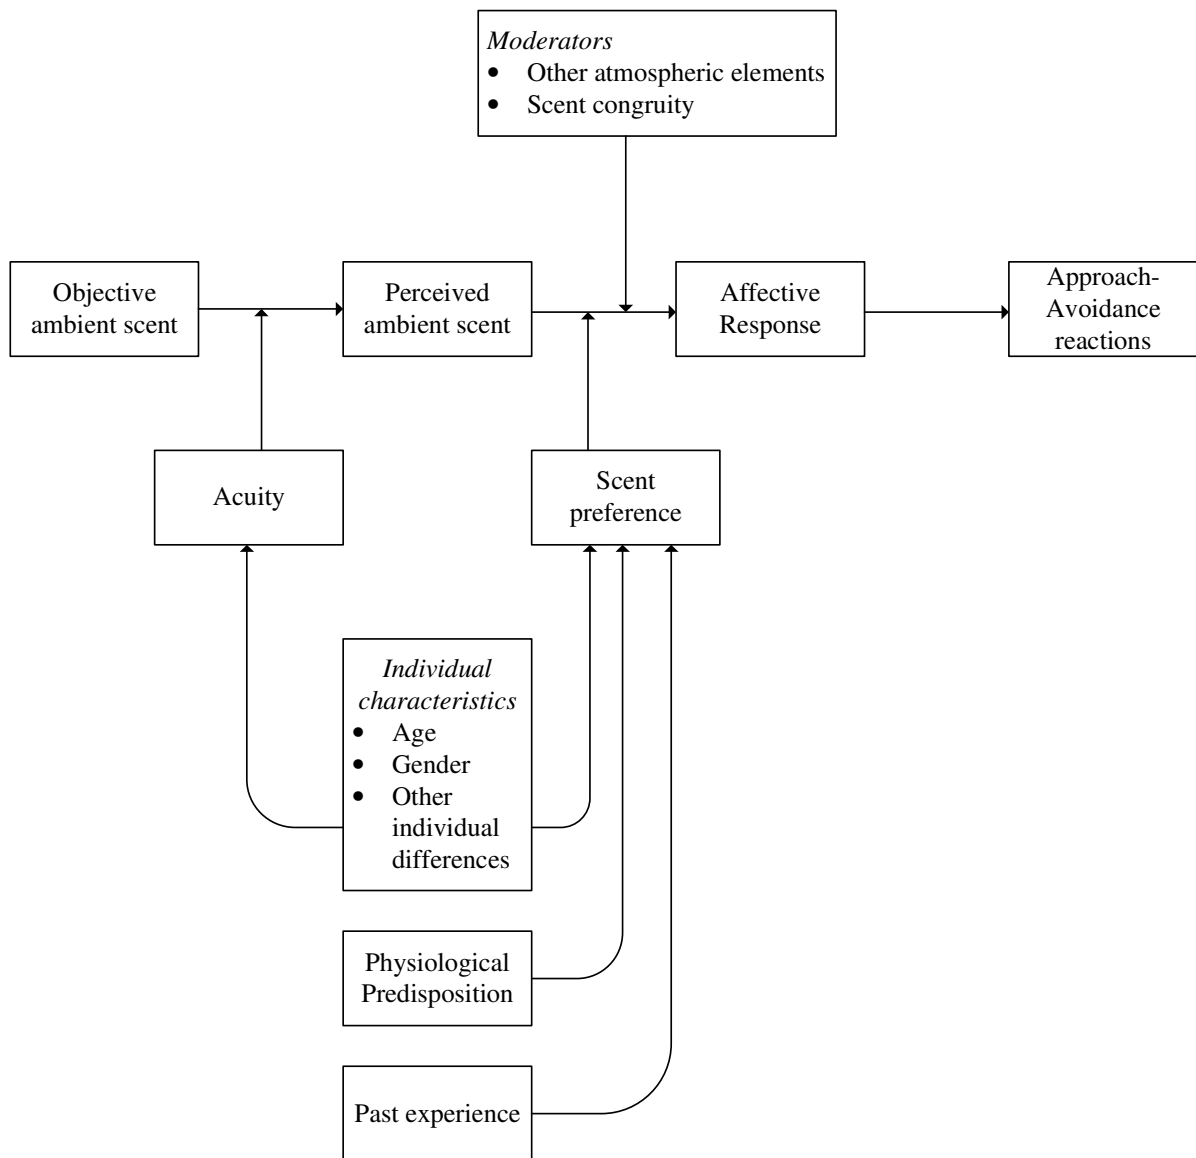 Moderators
• Other atmospheric elements
• Scent congruity
Objective
ambient scent
Perceived
ambient scent
Affective
Response
Approach-
Avoidance
reactions
Acuity
Scent
preference
Individual
characteristics
• Age
• Gender
• Other
individual
differences
Physiological
Predisposition
Past experience